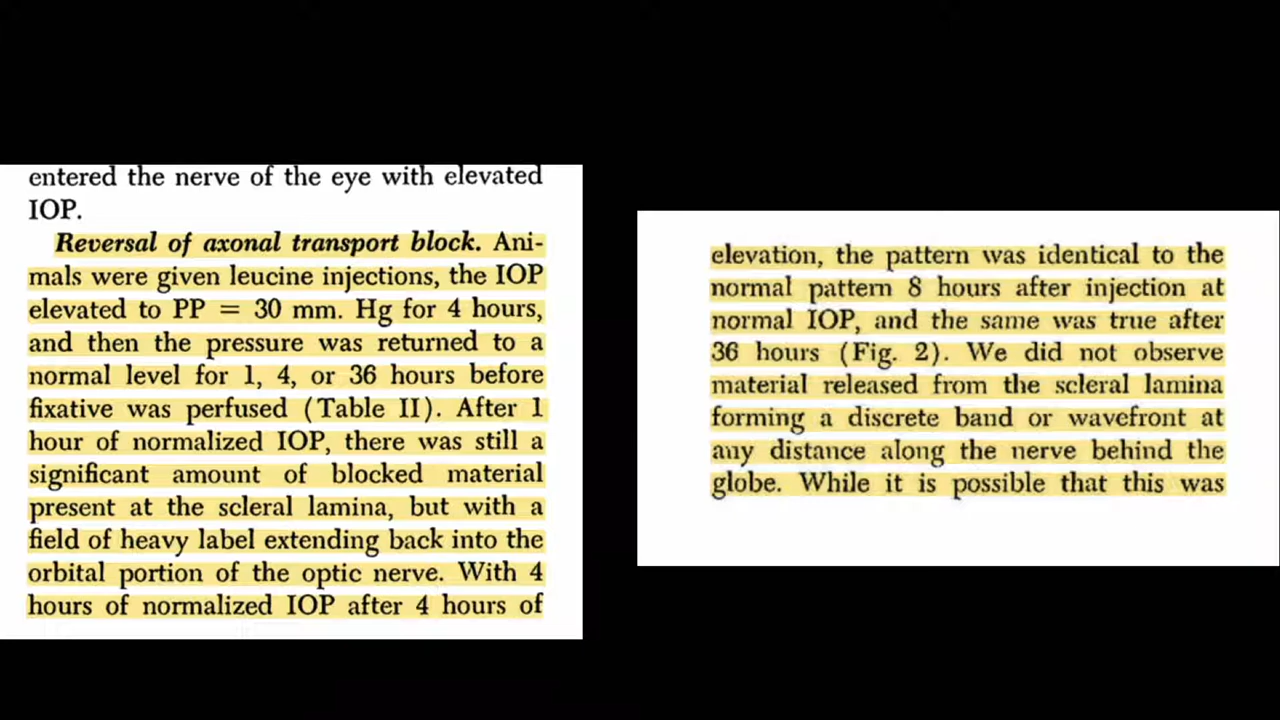 entered the nerve of the eye with elevated
IOP.
Reversal of axonal transport block. Ani-
mals were given leucine injections, the IOP
elevated to PP = 30 mm. Hg for 4 hours,
and then the pressure was returned to a
normal level for 1, 4, or 36 hours before
fixative was perfused (Table II). After 1
hour of normalized IOP, there was still a
significant amount of blocked material
present at the scleral lamina, but with a
field of heavy label extending back into the
orbital portion of the optic nerve. With 4
hours of normalized IOP after 4 hours of
elevation, the pattern was identical to the
normal pattern 8 hours after injection at
normal IOP, and the same was true after
36 hours (Fig. 2). We did not observe
material released from the scleral lamina
forming a discrete band or wavefront at
any distance along the nerve behind the
globe. While it is possible that this was